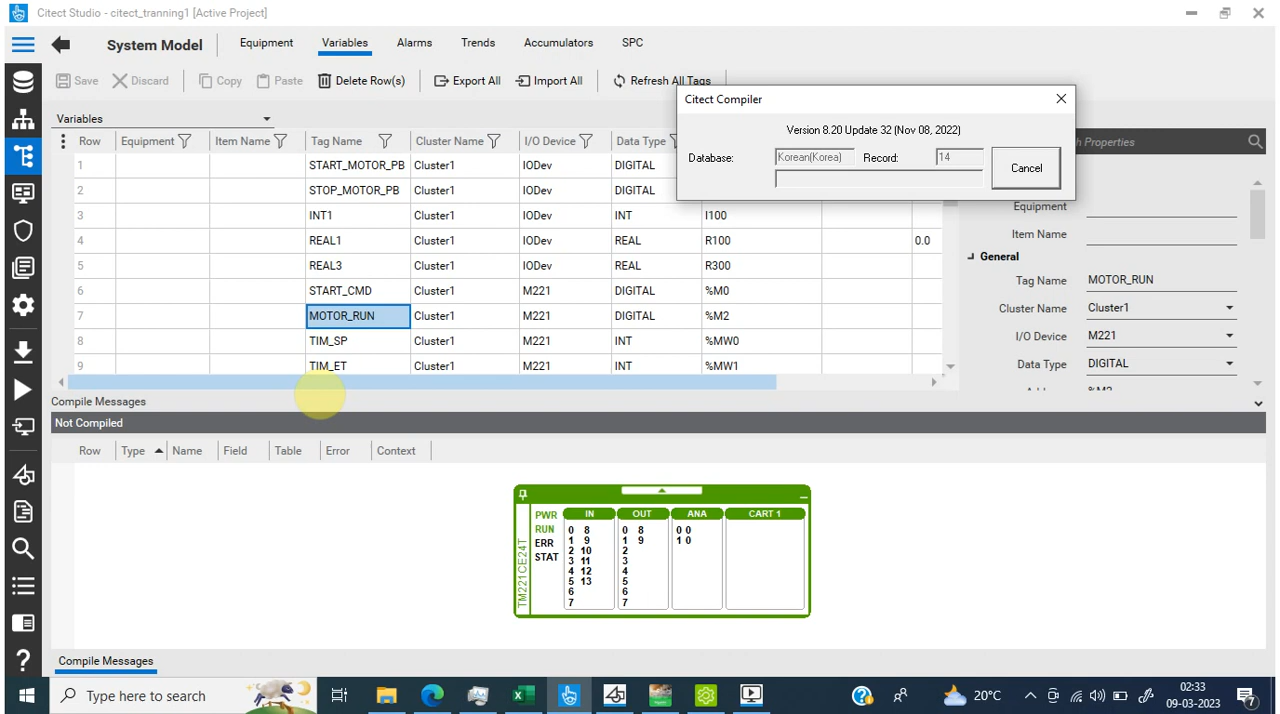 Citect Studio - citect_tranning1 [Active Project]
System Model
Equipment
Variables
Alarms
Trends
Accumulators
SPC
Save
Discard
Copy
Paste
Delete Row(s)
Export All
Import All
Refresh All Tags
Citect Compiler
Version 8.20 Update 32 (Nov 08, 2022)
Database:
Korean(Korea)
Record:
14
Cancel
Variables
Row Equipment Item Name Tag Name Cluster Name I/O Device Data Type
1 START_MOTOR_PB Cluster1 IODev DIGITAL
2 STOP_MOTOR_PB Cluster1 IODev DIGITAL
3 INT1 Cluster1 IODev INT I100
4 REAL1 Cluster1 IODev REAL R100 0.0
5 REAL3 Cluster1 IODev REAL R300
6 START_CMD Cluster1 M221 DIGITAL %M0
7 MOTOR_RUN Cluster1 M221 DIGITAL %M2
8 TIM_SP Cluster1 M221 INT %MW0
9 TIM_ET Cluster1 M221 INT %MW1
h Properties
Equipment
Item Name
General
Tag Name MOTOR_RUN
Cluster Name Cluster1
I/O Device M221
Data Type DIGITAL
Compile Messages
Not Compiled
Row Type Name Field Table Error Context
TM221CE24T
PWR
RUN
ERR
STAT
IN
0 8
1 9
2 10
3 11
4 12
5 13
6
7
OUT
0 8
1 9
2
3
4
5
6
7
ANA
0 0
1 0
CART 1
Compile Messages
Type here to search
20°C
02:33
09-03-2023
7